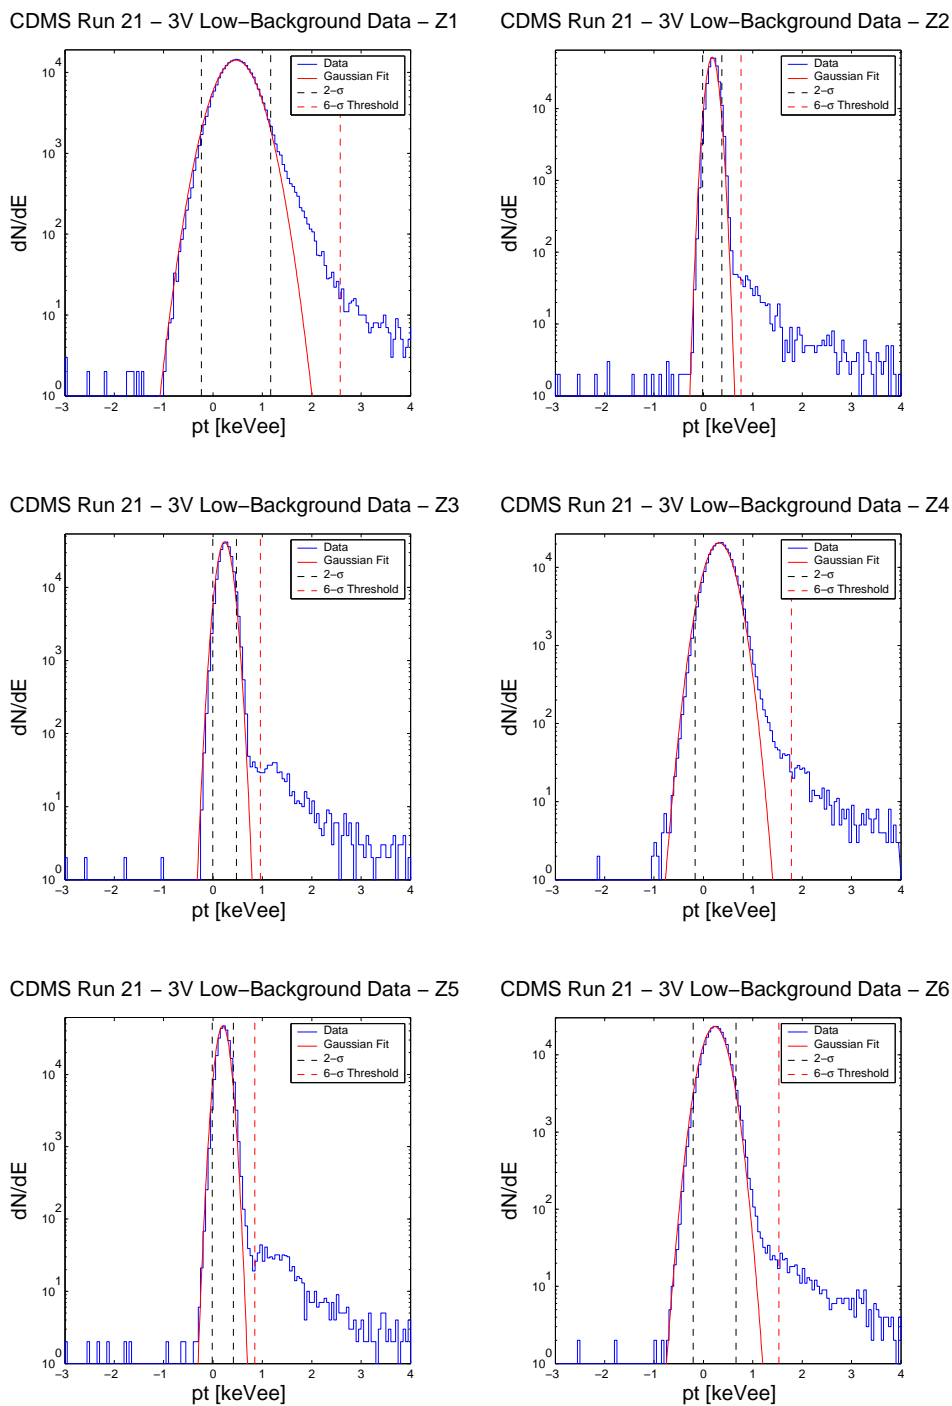 CDMS Run 21 − 3V Low−Background Data − Z1
dN/dE
10^4
10^3
10^2
10^1
10^0
−3 −2 −1 0 1 2 3 4
pt [keVee]
Data
Gaussian Fit
2−σ
6−σ Threshold
CDMS Run 21 − 3V Low−Background Data − Z2
dN/dE
10^4
10^3
10^2
10^1
10^0
−3 −2 −1 0 1 2 3 4
pt [keVee]
Data
Gaussian Fit
2−σ
6−σ Threshold
CDMS Run 21 − 3V Low−Background Data − Z3
dN/dE
10^4
10^3
10^2
10^1
10^0
−3 −2 −1 0 1 2 3 4
pt [keVee]
Data
Gaussian Fit
2−σ
6−σ Threshold
CDMS Run 21 − 3V Low−Background Data − Z4
dN/dE
10^4
10^3
10^2
10^1
10^0
−3 −2 −1 0 1 2 3 4
pt [keVee]
Data
Gaussian Fit
2−σ
6−σ Threshold
CDMS Run 21 − 3V Low−Background Data − Z5
dN/dE
10^4
10^3
10^2
10^1
10^0
−3 −2 −1 0 1 2 3 4
pt [keVee]
Data
Gaussian Fit
2−σ
6−σ Threshold
CDMS Run 21 − 3V Low−Background Data − Z6
dN/dE
10^4
10^3
10^2
10^1
10^0
−3 −2 −1 0 1 2 3 4
pt [keVee]
Data
Gaussian Fit
2−σ
6−σ Threshold